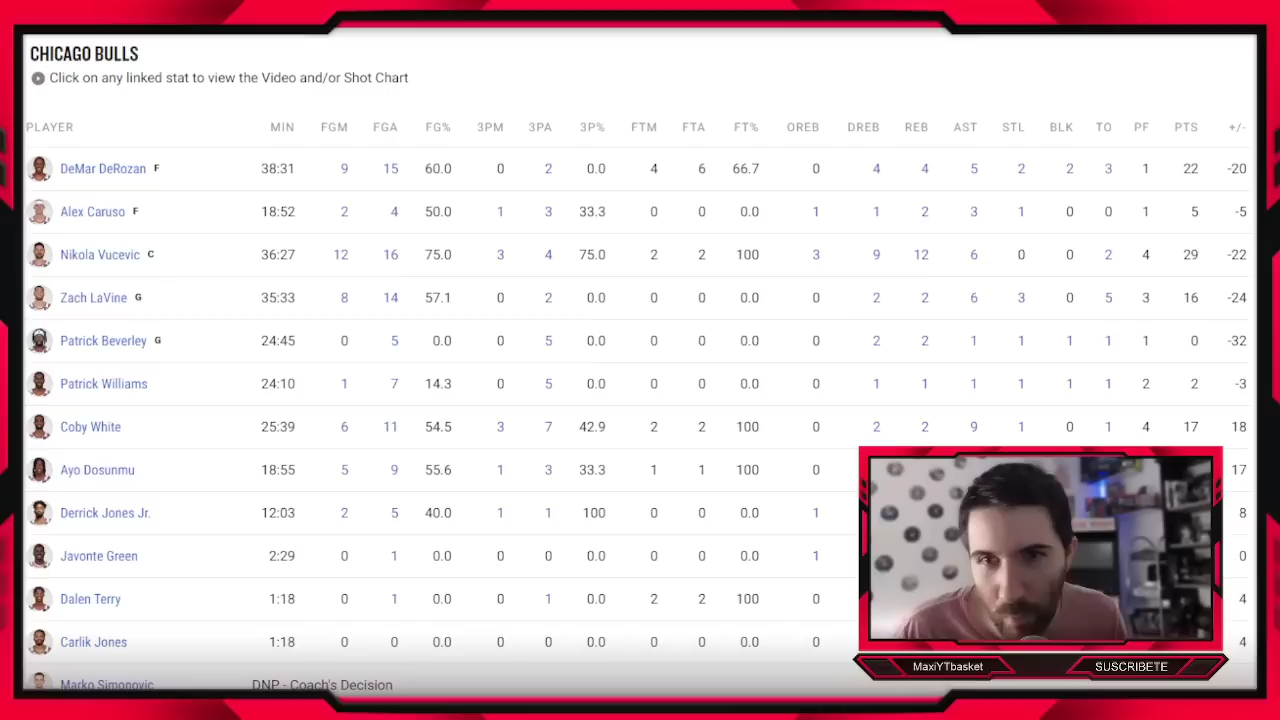 CHICAGO BULLS
Click on any linked stat to view the Video and/or Shot Chart
PLAYER MIN FGM FGA FG% 3PM 3PA 3P% FTM FTA FT% OREB DREB REB AST STL BLK TO PF PTS +/-
DeMar DeRozan F 38:31 9 15 60.0 0 2 0.0 4 6 66.7 0 4 4 5 2 2 3 1 22 -20
Alex Caruso F 18:52 2 4 50.0 1 3 33.3 0 0 0.0 1 1 2 3 1 0 0 1 5 -5
Nikola Vucevic C 36:27 12 16 75.0 3 4 75.0 2 2 100 3 9 12 6 0 0 2 4 29 -22
Zach LaVine G 35:33 8 14 57.1 0 2 0.0 0 0 0.0 0 2 2 6 3 0 5 3 16 -24
Patrick Beverley G 24:45 0 5 0.0 0 5 0.0 0 0 0.0 0 2 2 1 1 1 1 1 0 -32
Patrick Williams 24:10 1 7 14.3 0 5 0.0 0 0 0.0 0 1 1 1 1 1 1 2 2 -3
Coby White 25:39 6 11 54.5 3 7 42.9 2 2 100 0 2 2 9 1 0 1 4 17 18
Ayo Dosunmu 18:55 5 9 55.6 1 3 33.3 1 1 100 0 17
Derrick Jones Jr. 12:03 2 5 40.0 1 1 100 0 0 0.0 1 8
Javonte Green 2:29 0 1 0.0 0 0 0.0 0 0 0.0 1 0
Dalen Terry 1:18 0 1 0.0 0 1 0.0 2 2 100 0 4
Carlik Jones 1:18 0 0 0.0 0 0 0.0 0 0 0.0 0 4
Marko Simonovic DNP - Coach's Decision
MaxiYTbasket SUSCRIBETE